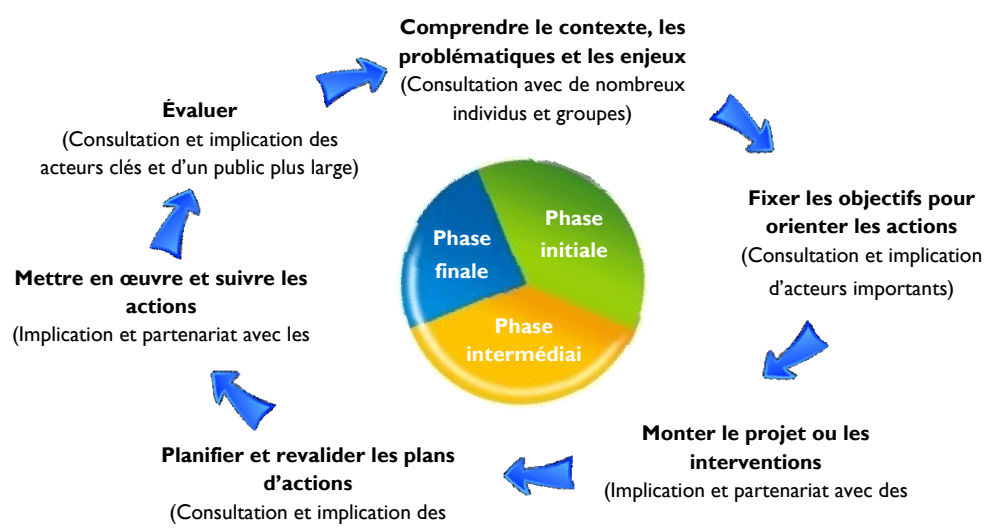 Comprendre le contexte, les
problématiques et les enjeux
(Consultation avec de nombreux
individus et groupes)
Fixer les objectifs pour
orienter les actions
(Consultation et implication
d'acteurs importants)
Monter le projet ou les
interventions
(Implication et partenariat avec des
Planifier et revalider les plans
d'actions
(Consultation et implication des
Mettre en œuvre et suivre les
actions
(Implication et partenariat avec les
Évaluer
(Consultation et implication des
acteurs clés et d'un public plus large)
Phase
initiale
Phase
intermédiai
Phase
finale